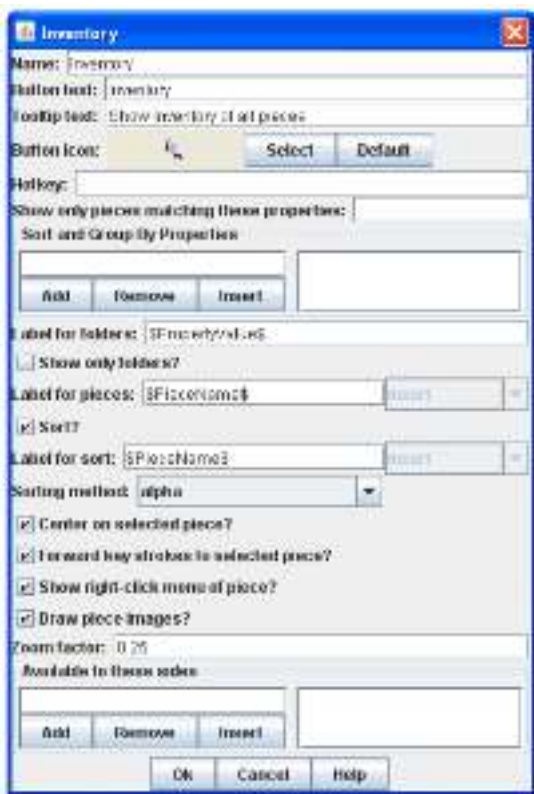 Inventory
Name: Inventory
Button text: Inventory
Tooltip text: Show inventory of all pieces
Button icon: Select Default
Hotkey:
Show only pieces matching these properties:
Sort and Group By Properties
Add Remove Insert
Label for folders: $PropertyValue$
Show only folders?
Label for pieces: $PieceName$ Insert
Sort?
Label for sort: $PieceName$ Insert
Sorting method: alpha
Center on selected piece?
Forward key strokes to selected piece?
Show right-click menu of piece?
Draw piece images?
Zoom factor: 0.25
Available to these sides
Add Remove Insert
Ok Cancel Help